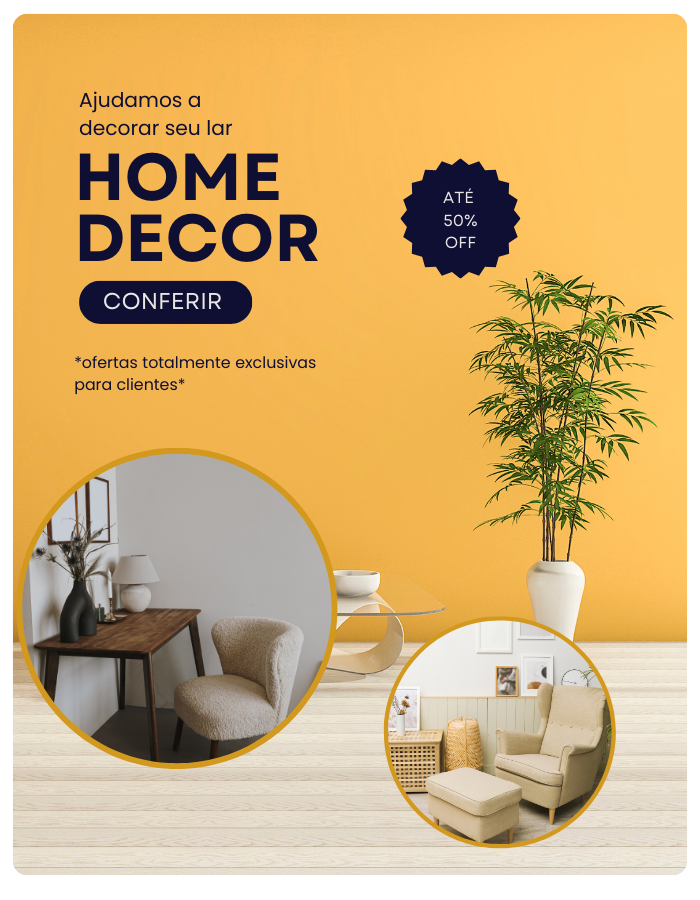 Ajudamos a
decorar seu lar
HOME
DECOR
CONFERIR
*ofertas totalmente exclusivas
para clientes*
ATÉ
50%
OFF